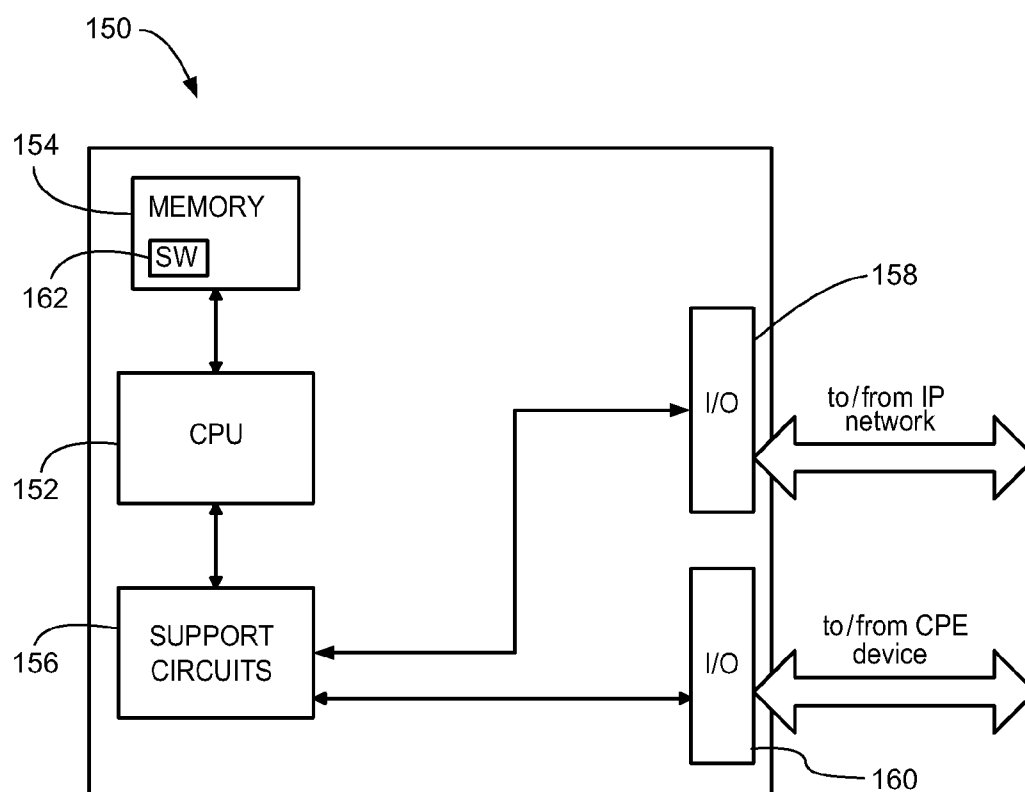 150
154
MEMORY
SW
162
158
I/O
to/from IP
network
CPU
152
SUPPORT
CIRCUITS
156
I/O
to/from CPE
device
160